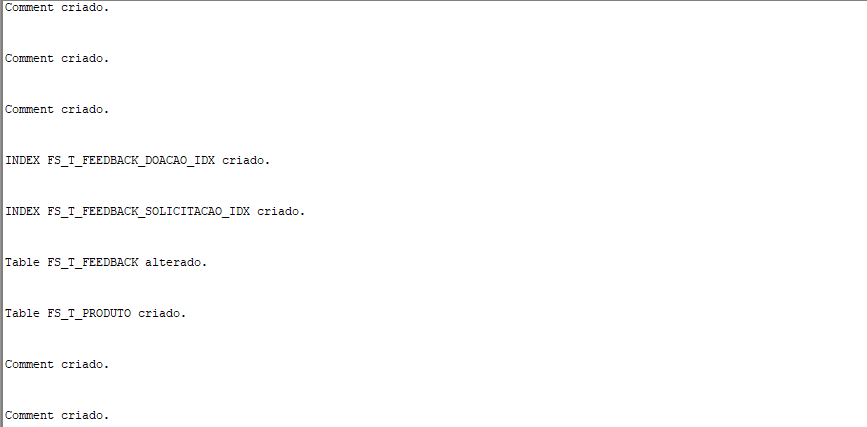 Comment criado.
Comment criado.
Comment criado.
INDEX FS_T_FEEDBACK_DOACAO_IDX criado.
INDEX FS_T_FEEDBACK_SOLICITACAO_IDX criado.
Table FS_T_FEEDBACK alterado.
Table FS_T_PRODUTO criado.
Comment criado.
Comment criado.